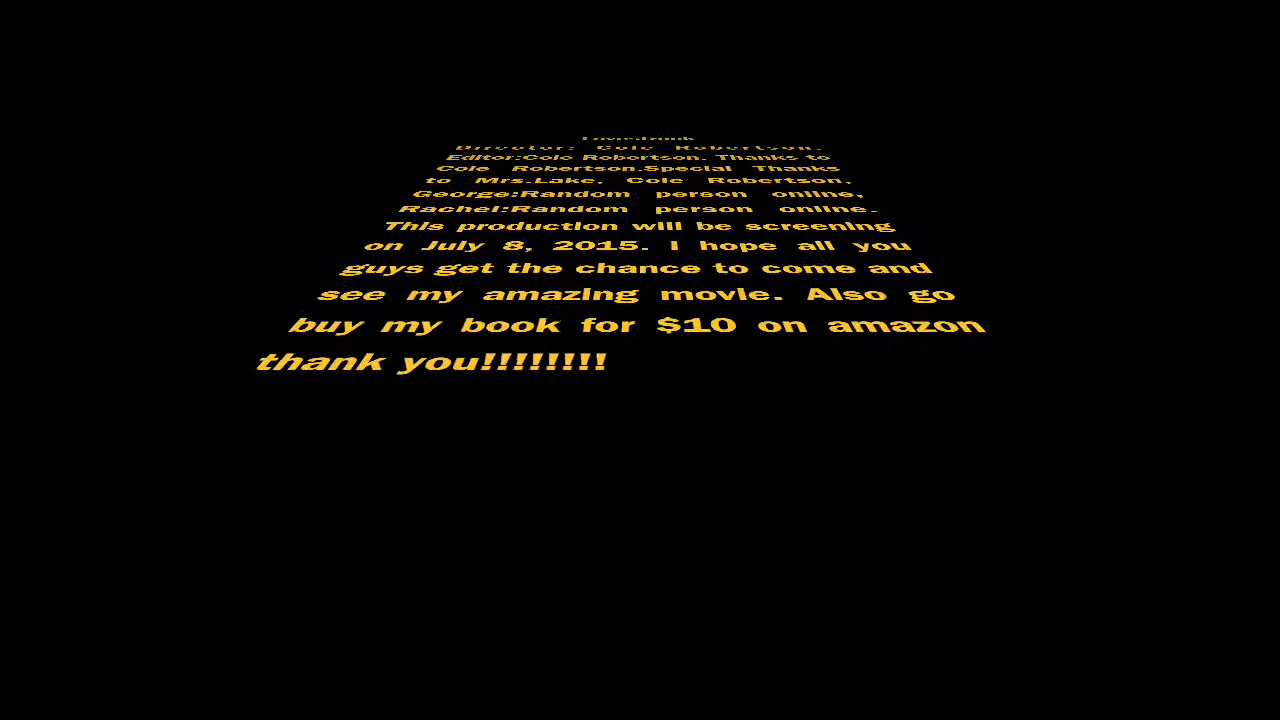 Director: Cole Robertson.
Editor:Cole Robertson. Thanks to
Cole Robertson.Special Thanks
to Mrs.Lake, Cole Robertson,
George:Random person online,
Rachel:Random person online.
This production will be screening
on July 8, 2015. I hope all you
guys get the chance to come and
see my amazing movie. Also go
buy my book for $10 on amazon
thank you!!!!!!!!